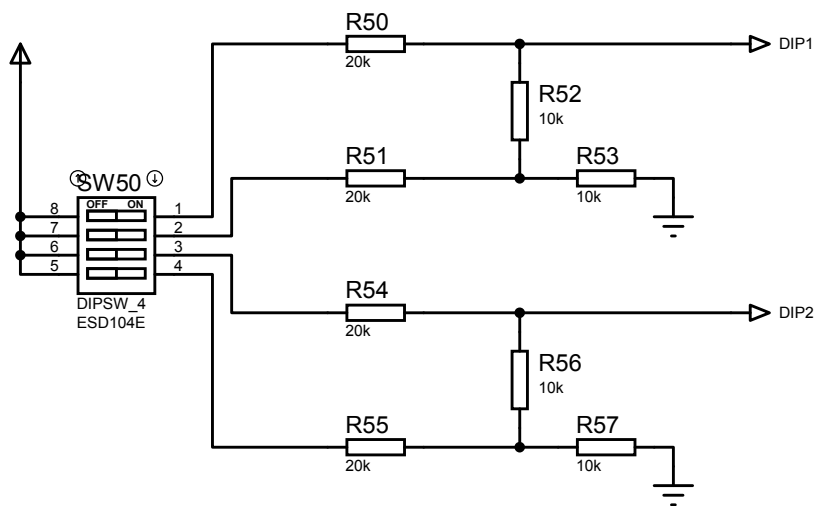 R50
20k
DIP1
R52
10k
R51
20k
R53
10k
SW50
OFF ON
8 1
7 2
6 3
5 4
DIPSW_4
ESD104E
R54
20k
DIP2
R56
10k
R55
20k
R57
10k